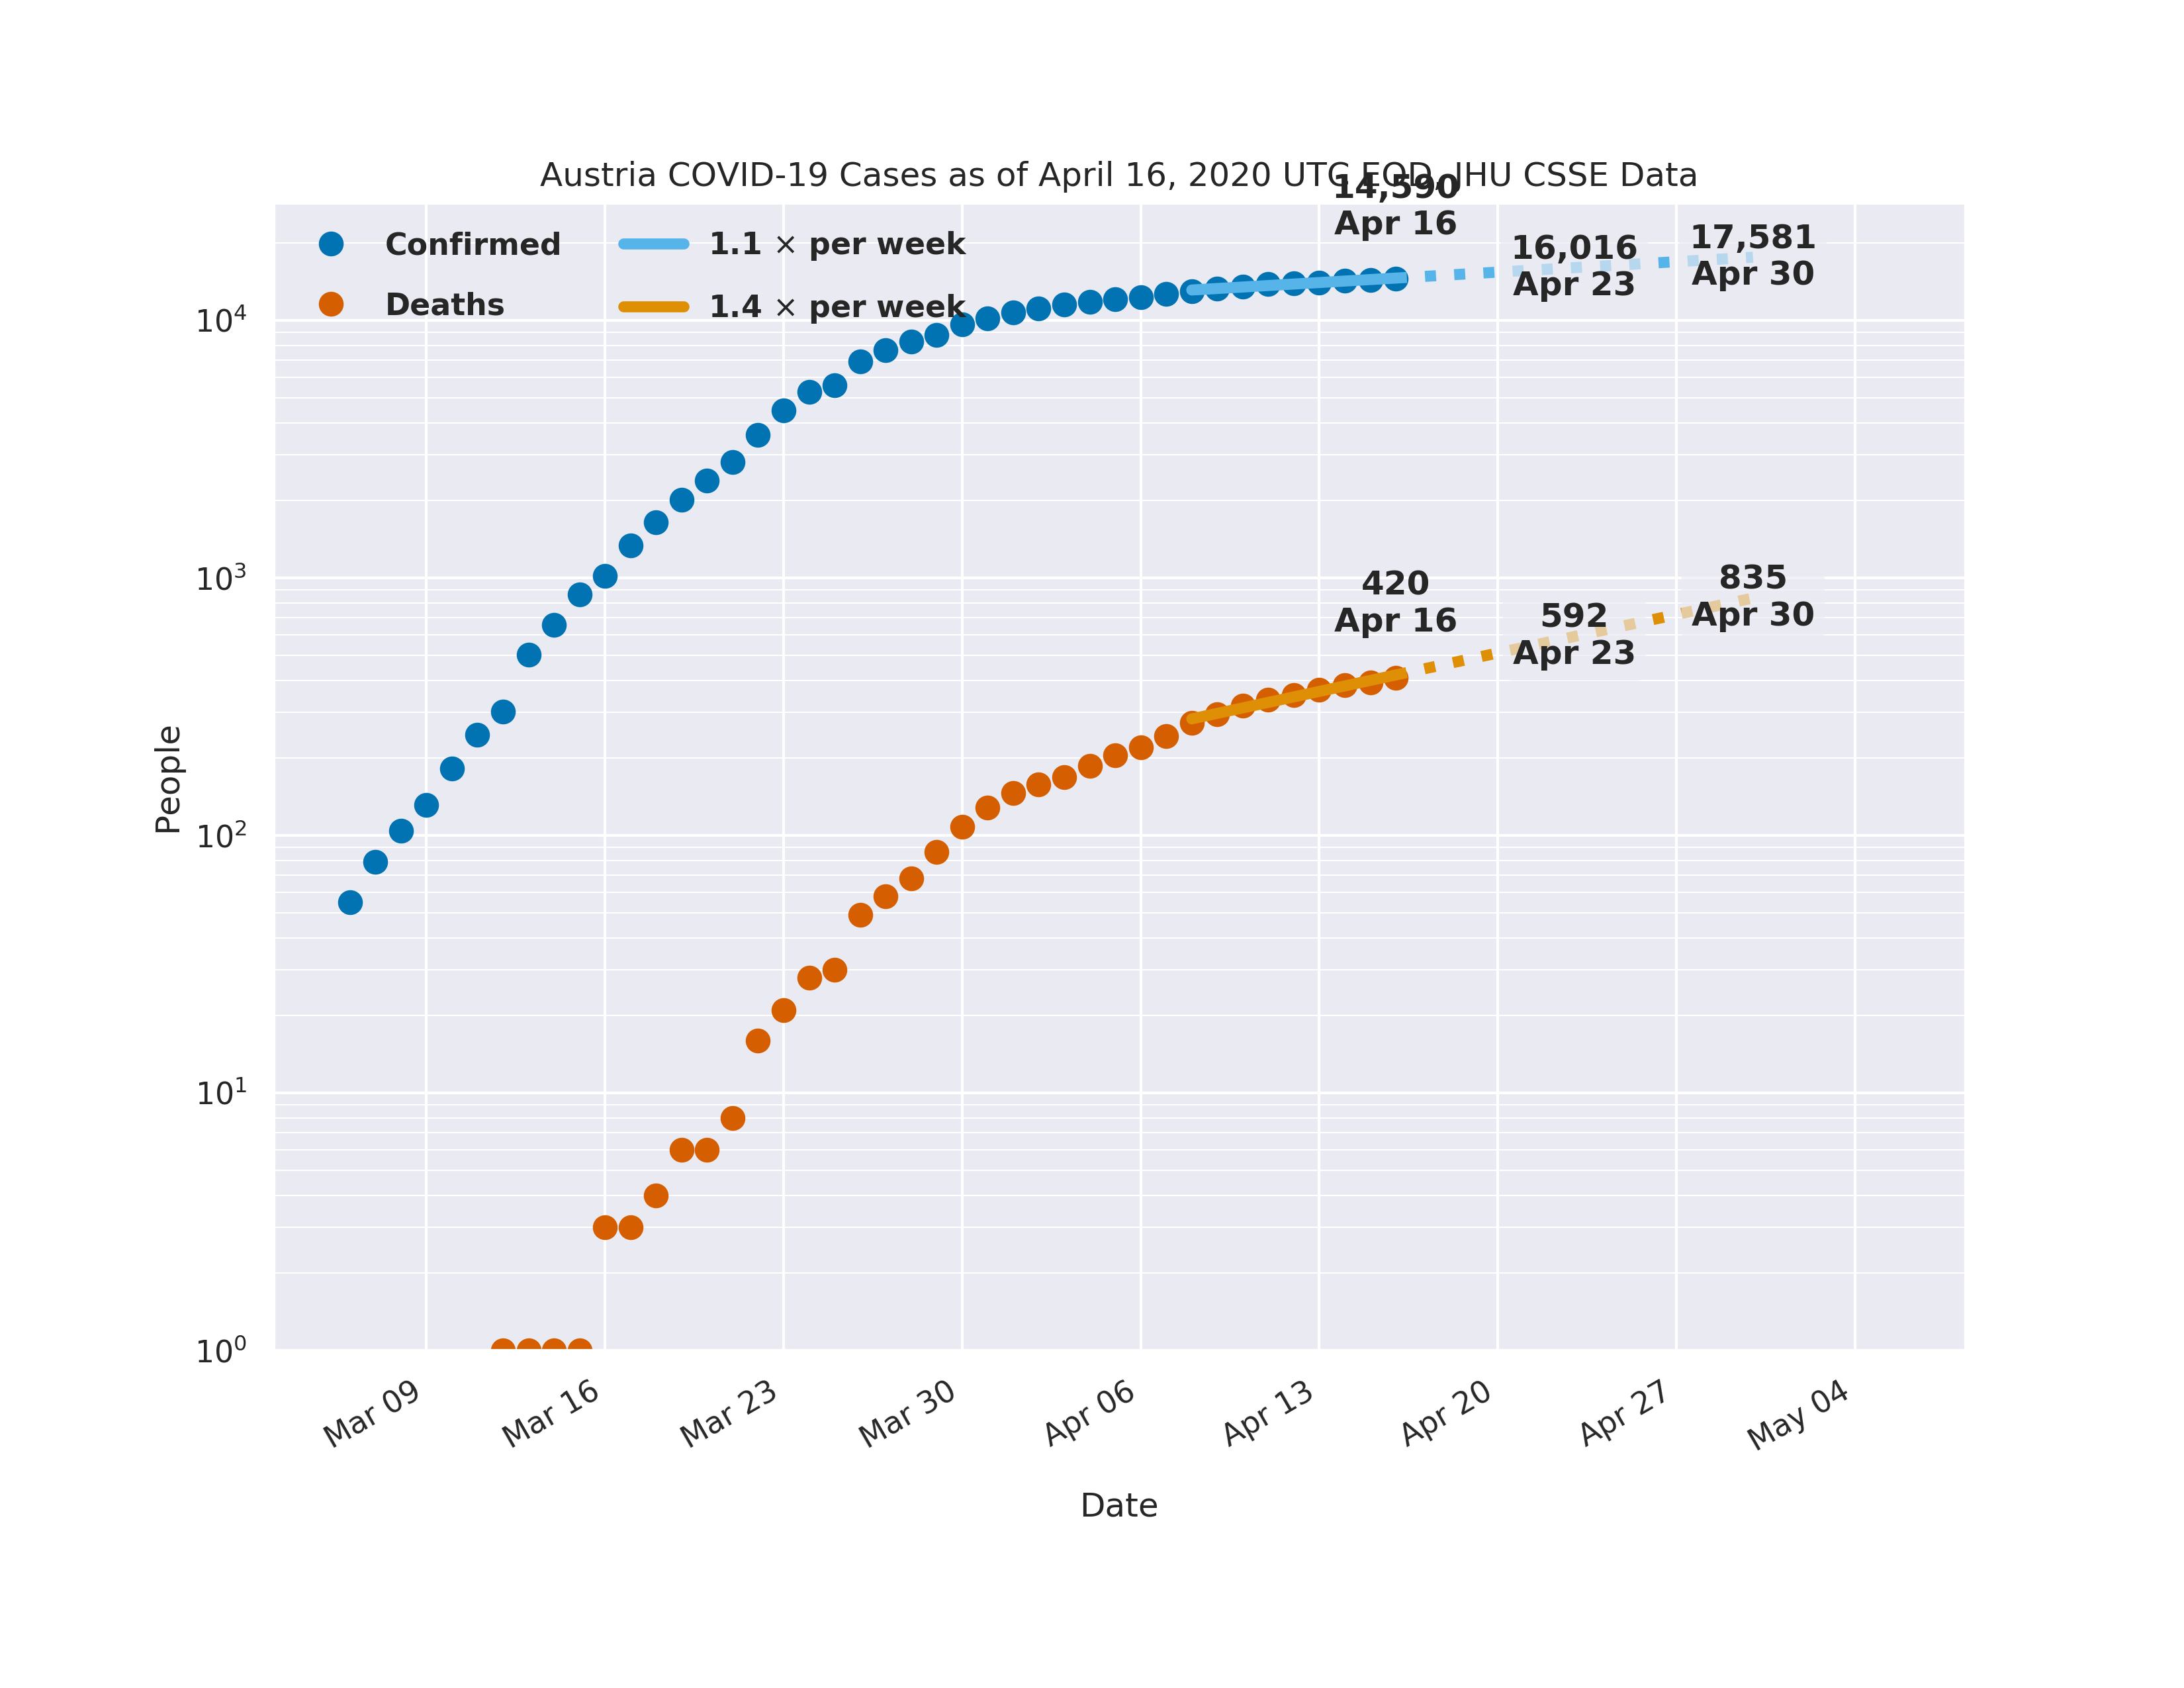 Austria COVID-19 Cases as of April 16, 2020 UTC EOD, JHU CSSE Data
14,590
Apr 16
16,016
Apr 23
17,581
Apr 30
Confirmed
Deaths
1.1 × per week
1.4 × per week
420
Apr 16
592
Apr 23
835
Apr 30
People
10⁴
10³
10²
10¹
10⁰
Mar 09
Mar 16
Mar 23
Mar 30
Apr 06
Apr 13
Apr 20
Apr 27
May 04
Date